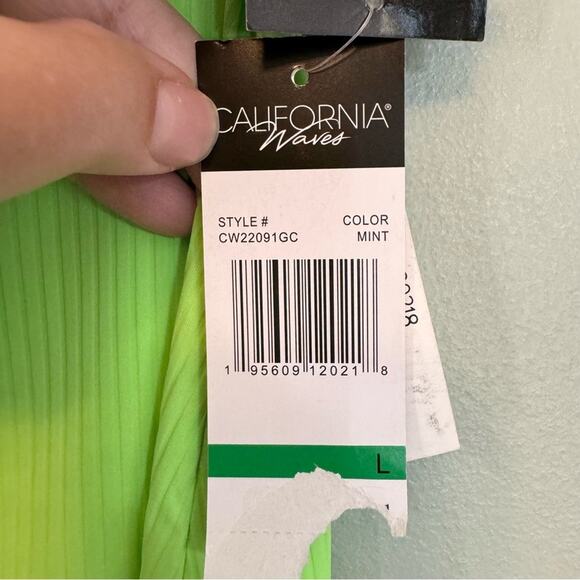 CALIFORNIA®
Waves
STYLE # COLOR
CW22091GC MINT
1 95609 12021 8
L